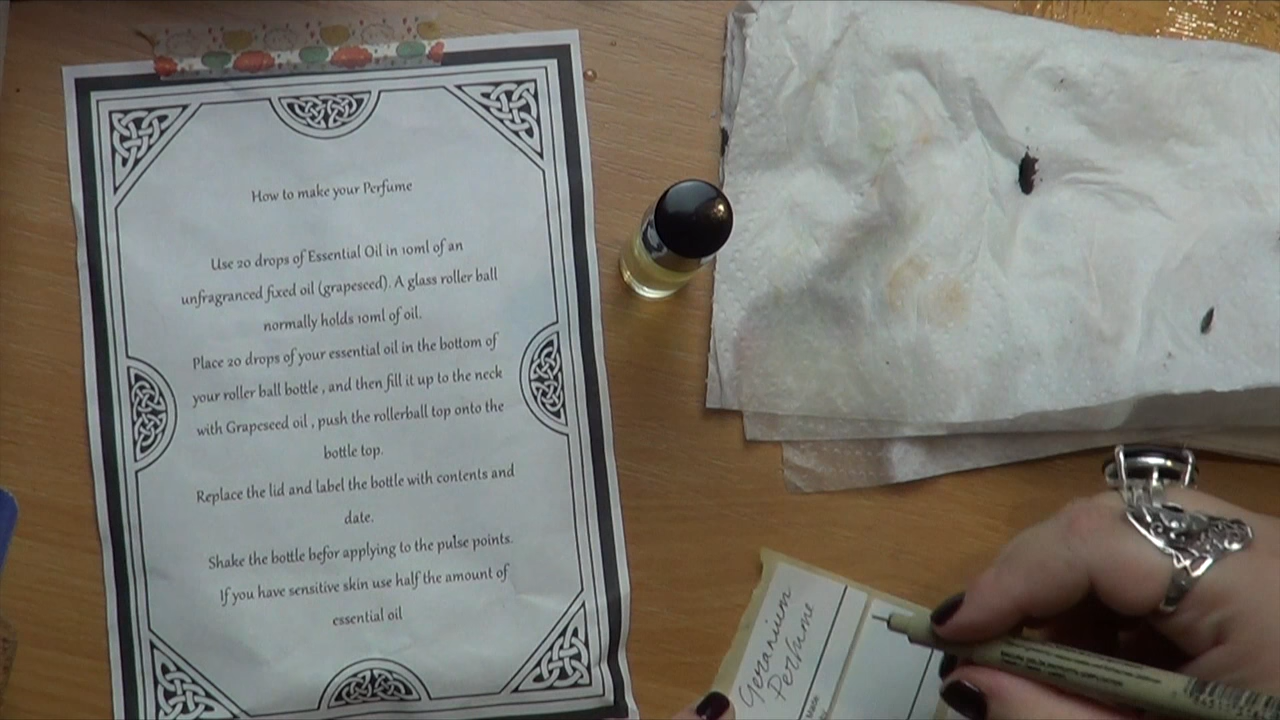 How to make your Perfume
Use 20 drops of Essential Oil in 10ml of an
unfragranced fixed oil (grapeseed). A glass roller ball
normally holds 10ml of oil.
Place 20 drops of your essential oil in the bottom of
your roller ball bottle , and then fill it up to the neck
with Grapeseed oil , push the rollerball top onto the
bottle top.
Replace the lid and label the bottle with contents and
date.
Shake the bottle befor applying to the pulse points.
If you have sensitive skin use half the amount of
essential oil
Geranium
Perfume